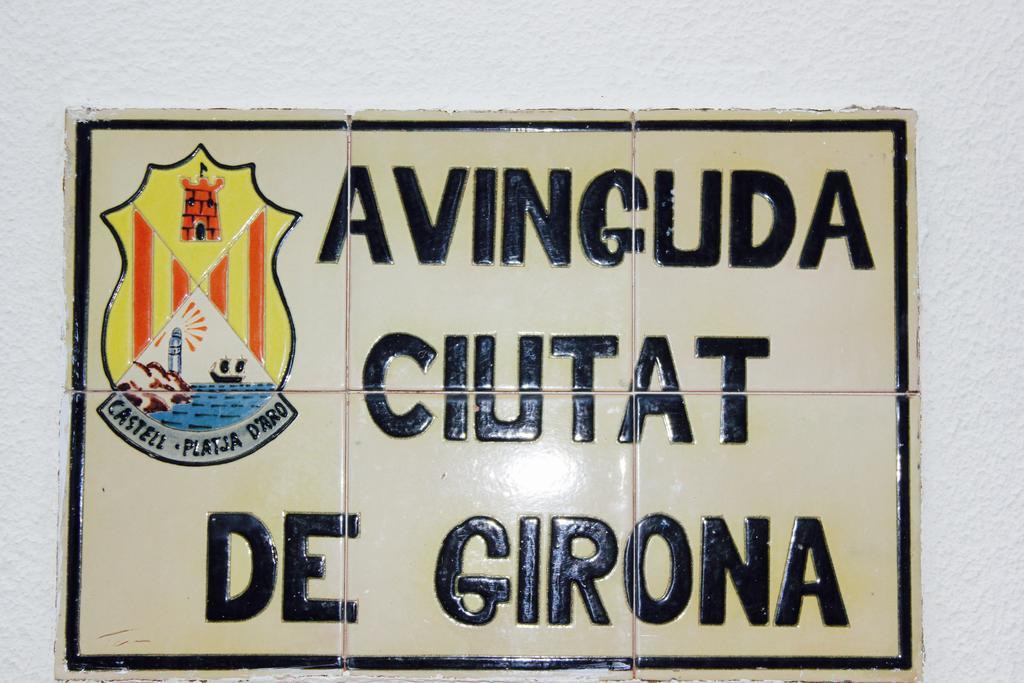 AVINGUDA
CIUTAT
DE GIRONA
CASTELL · PLATJA D'ARO